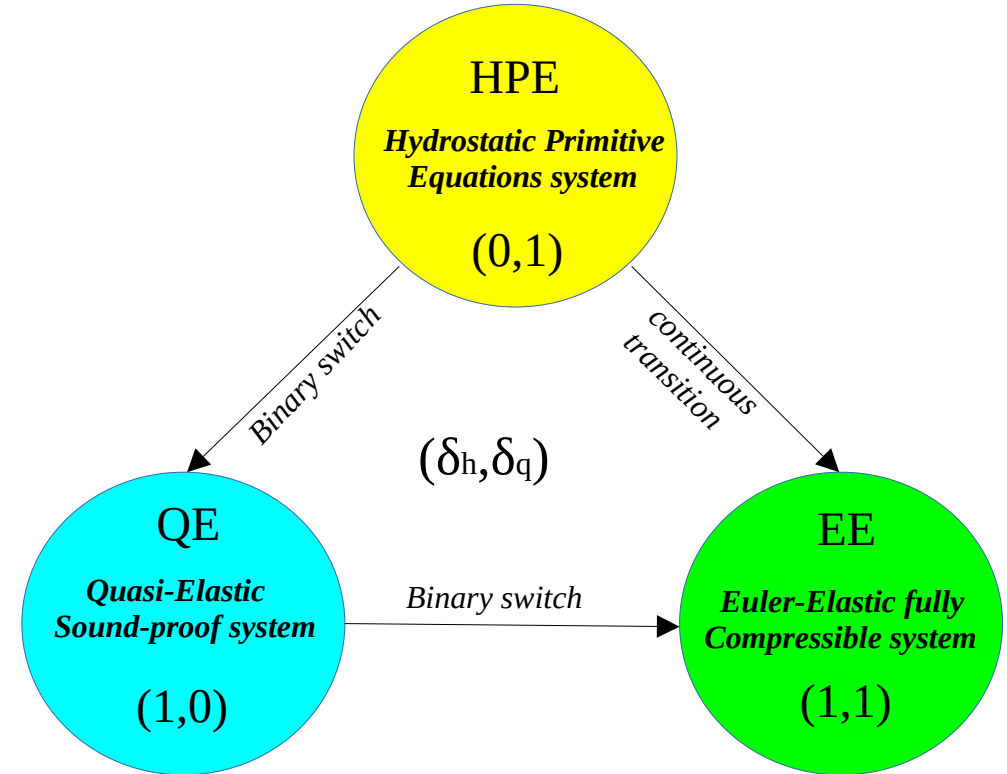 HPE
Hydrostatic Primitive
Equations system
(0,1)
Binary switch
continuous
transition
(δh,δq)
QE
Quasi-Elastic
Sound-proof system
(1,0)
Binary switch
EE
Euler-Elastic fully
Compressible system
(1,1)